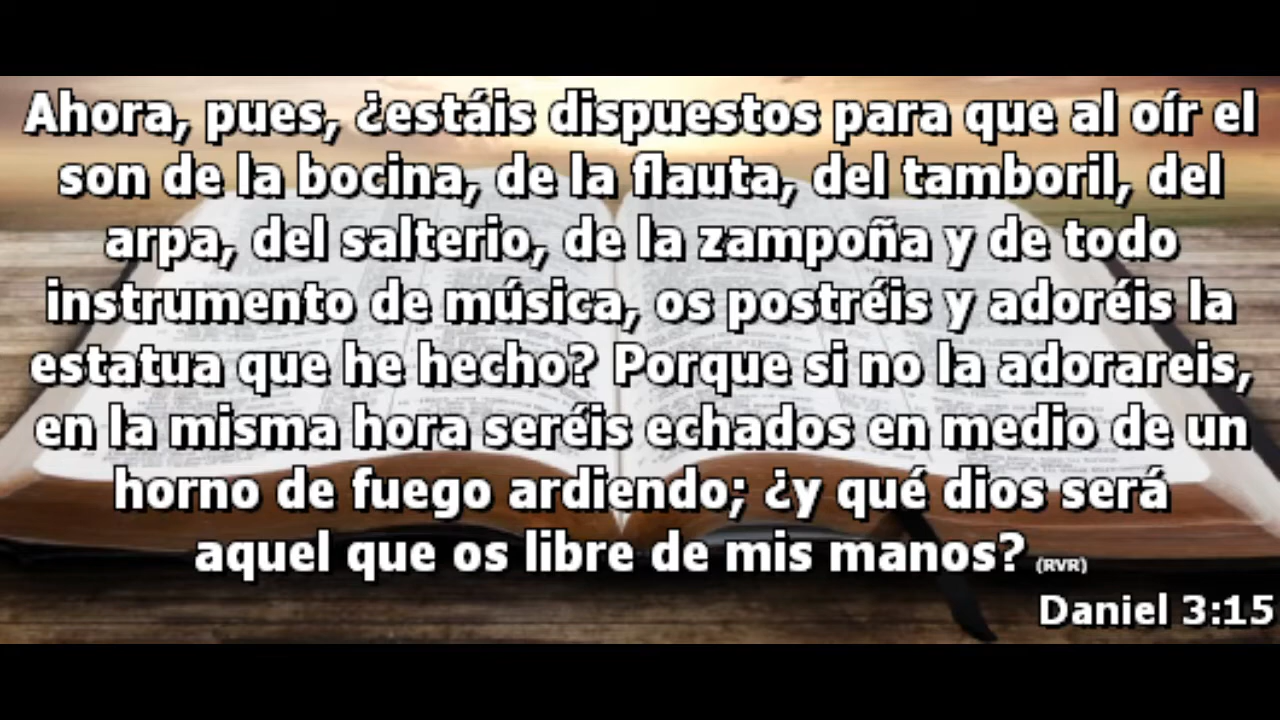 Ahora, pues, ¿estáis dispuestos para que al oír el
son de la bocina, de la flauta, del tamboril, del
arpa, del salterio, de la zampoña y de todo
instrumento de música, os postréis y adoréis la
estatua que he hecho? Porque si no la adorareis,
en la misma hora seréis echados en medio de un
horno de fuego ardiendo; ¿y qué dios será
aquel que os libre de mis manos? (RVR)
Daniel 3:15